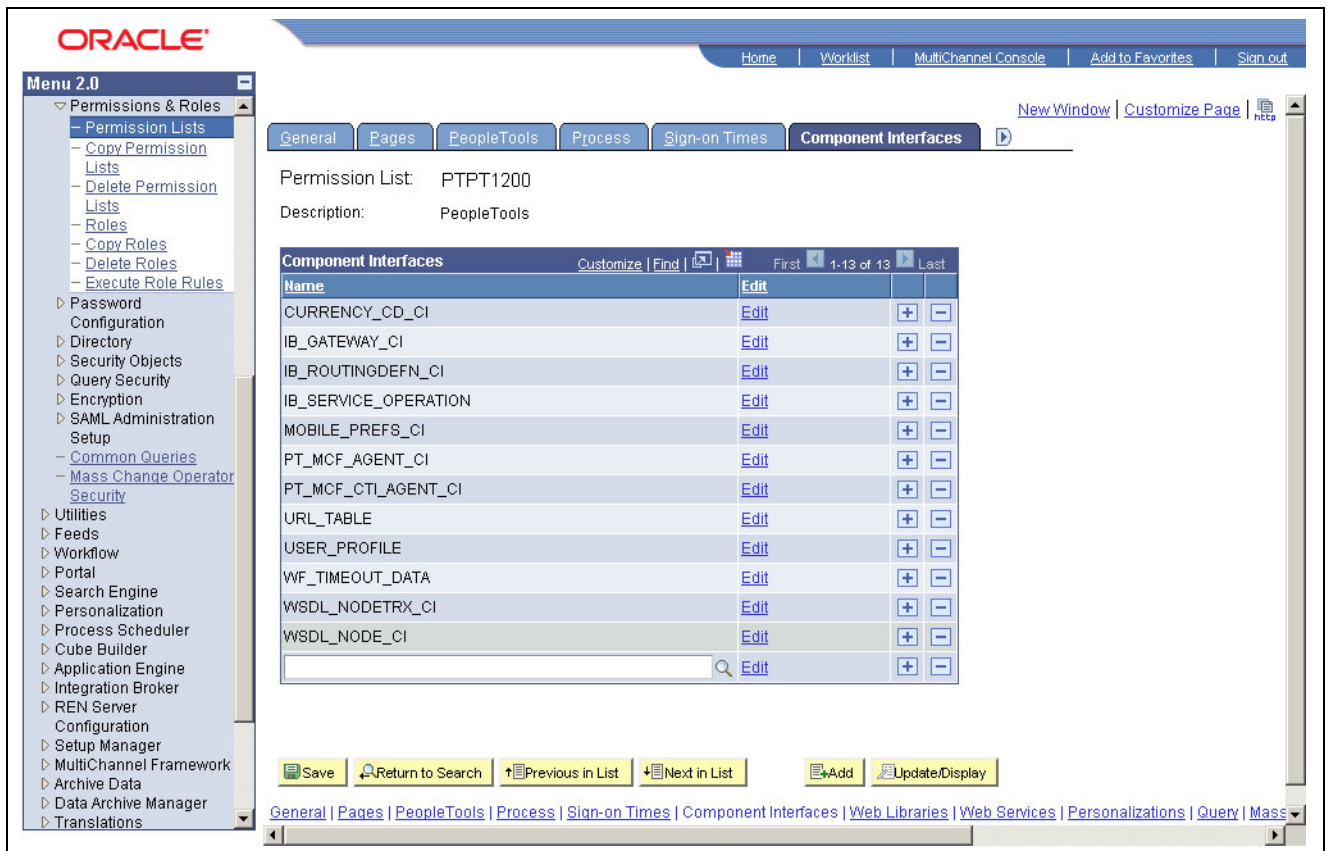 ORACLE
Home | Worklist | MultiChannel Console | Add to Favorites | Sign out
Menu 2.0
Permissions & Roles
– Permission Lists
– Copy Permission
Lists
– Delete Permission
Lists
– Roles
– Copy Roles
– Delete Roles
– Execute Role Rules
Password
Configuration
Directory
Security Objects
Query Security
Encryption
SAML Administration
Setup
– Common Queries
– Mass Change Operator
Security
Utilities
Feeds
Workflow
Portal
Search Engine
Personalization
Process Scheduler
Cube Builder
Application Engine
Integration Broker
REN Server
Configuration
Setup Manager
MultiChannel Framework
Archive Data
Data Archive Manager
Translations
New Window | Customize Page | http
General Pages PeopleTools Process Sign-on Times Component Interfaces
Permission List: PTPT1200
Description: PeopleTools
Component Interfaces Customize | Find | First 1-13 of 13 Last
Name Edit
CURRENCY_CD_CI Edit
IB_GATEWAY_CI Edit
IB_ROUTINGDEFN_CI Edit
IB_SERVICE_OPERATION Edit
MOBILE_PREFS_CI Edit
PT_MCF_AGENT_CI Edit
PT_MCF_CTI_AGENT_CI Edit
URL_TABLE Edit
USER_PROFILE Edit
WF_TIMEOUT_DATA Edit
WSDL_NODETRX_CI Edit
WSDL_NODE_CI Edit
Edit
Save Return to Search Previous in List Next in List Add Update/Display
General | Pages | PeopleTools | Process | Sign-on Times | Component Interfaces | Web Libraries | Web Services | Personalizations | Query | Mass